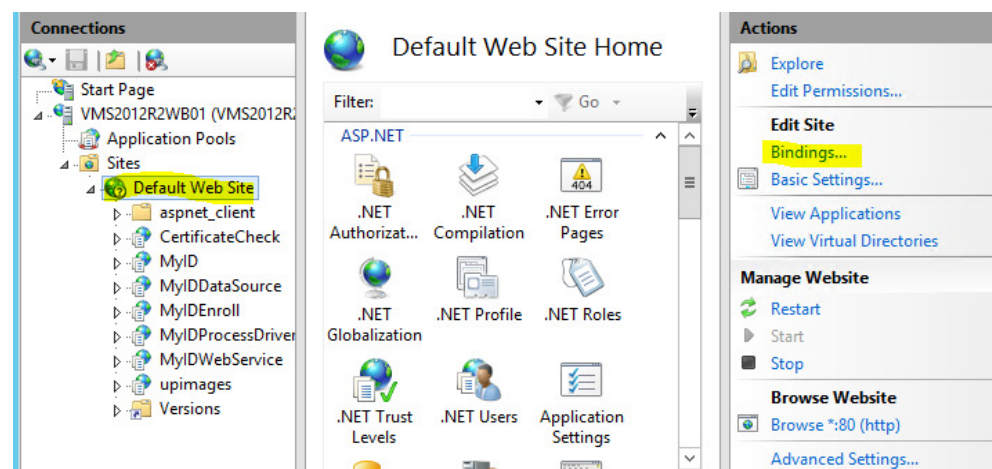 Connections
Start Page
VMS2012R2WB01 (VMS2012R2
Application Pools
Sites
Default Web Site
aspnet_client
CertificateCheck
MyID
MyIDDataSource
MyIDEnroll
MyIDProcessDriver
MyIDWebService
upimages
Versions
Default Web Site Home
Filter:
Go
ASP.NET
.NET
Authorizat...
.NET
Compilation
404
.NET Error
Pages
.NET
Globalization
.NET Profile
.NET Roles
.NET Trust
Levels
.NET Users
Application
Settings
Actions
Explore
Edit Permissions...
Edit Site
Bindings...
Basic Settings...
View Applications
View Virtual Directories
Manage Website
Restart
Start
Stop
Browse Website
Browse *:80 (http)
Advanced Settings...